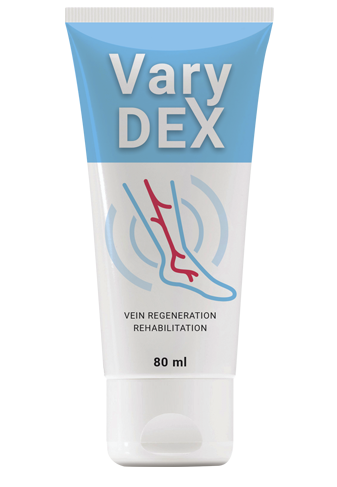 Vary
DEX
VEIN REGENERATION
REHABILITATION
80 ml